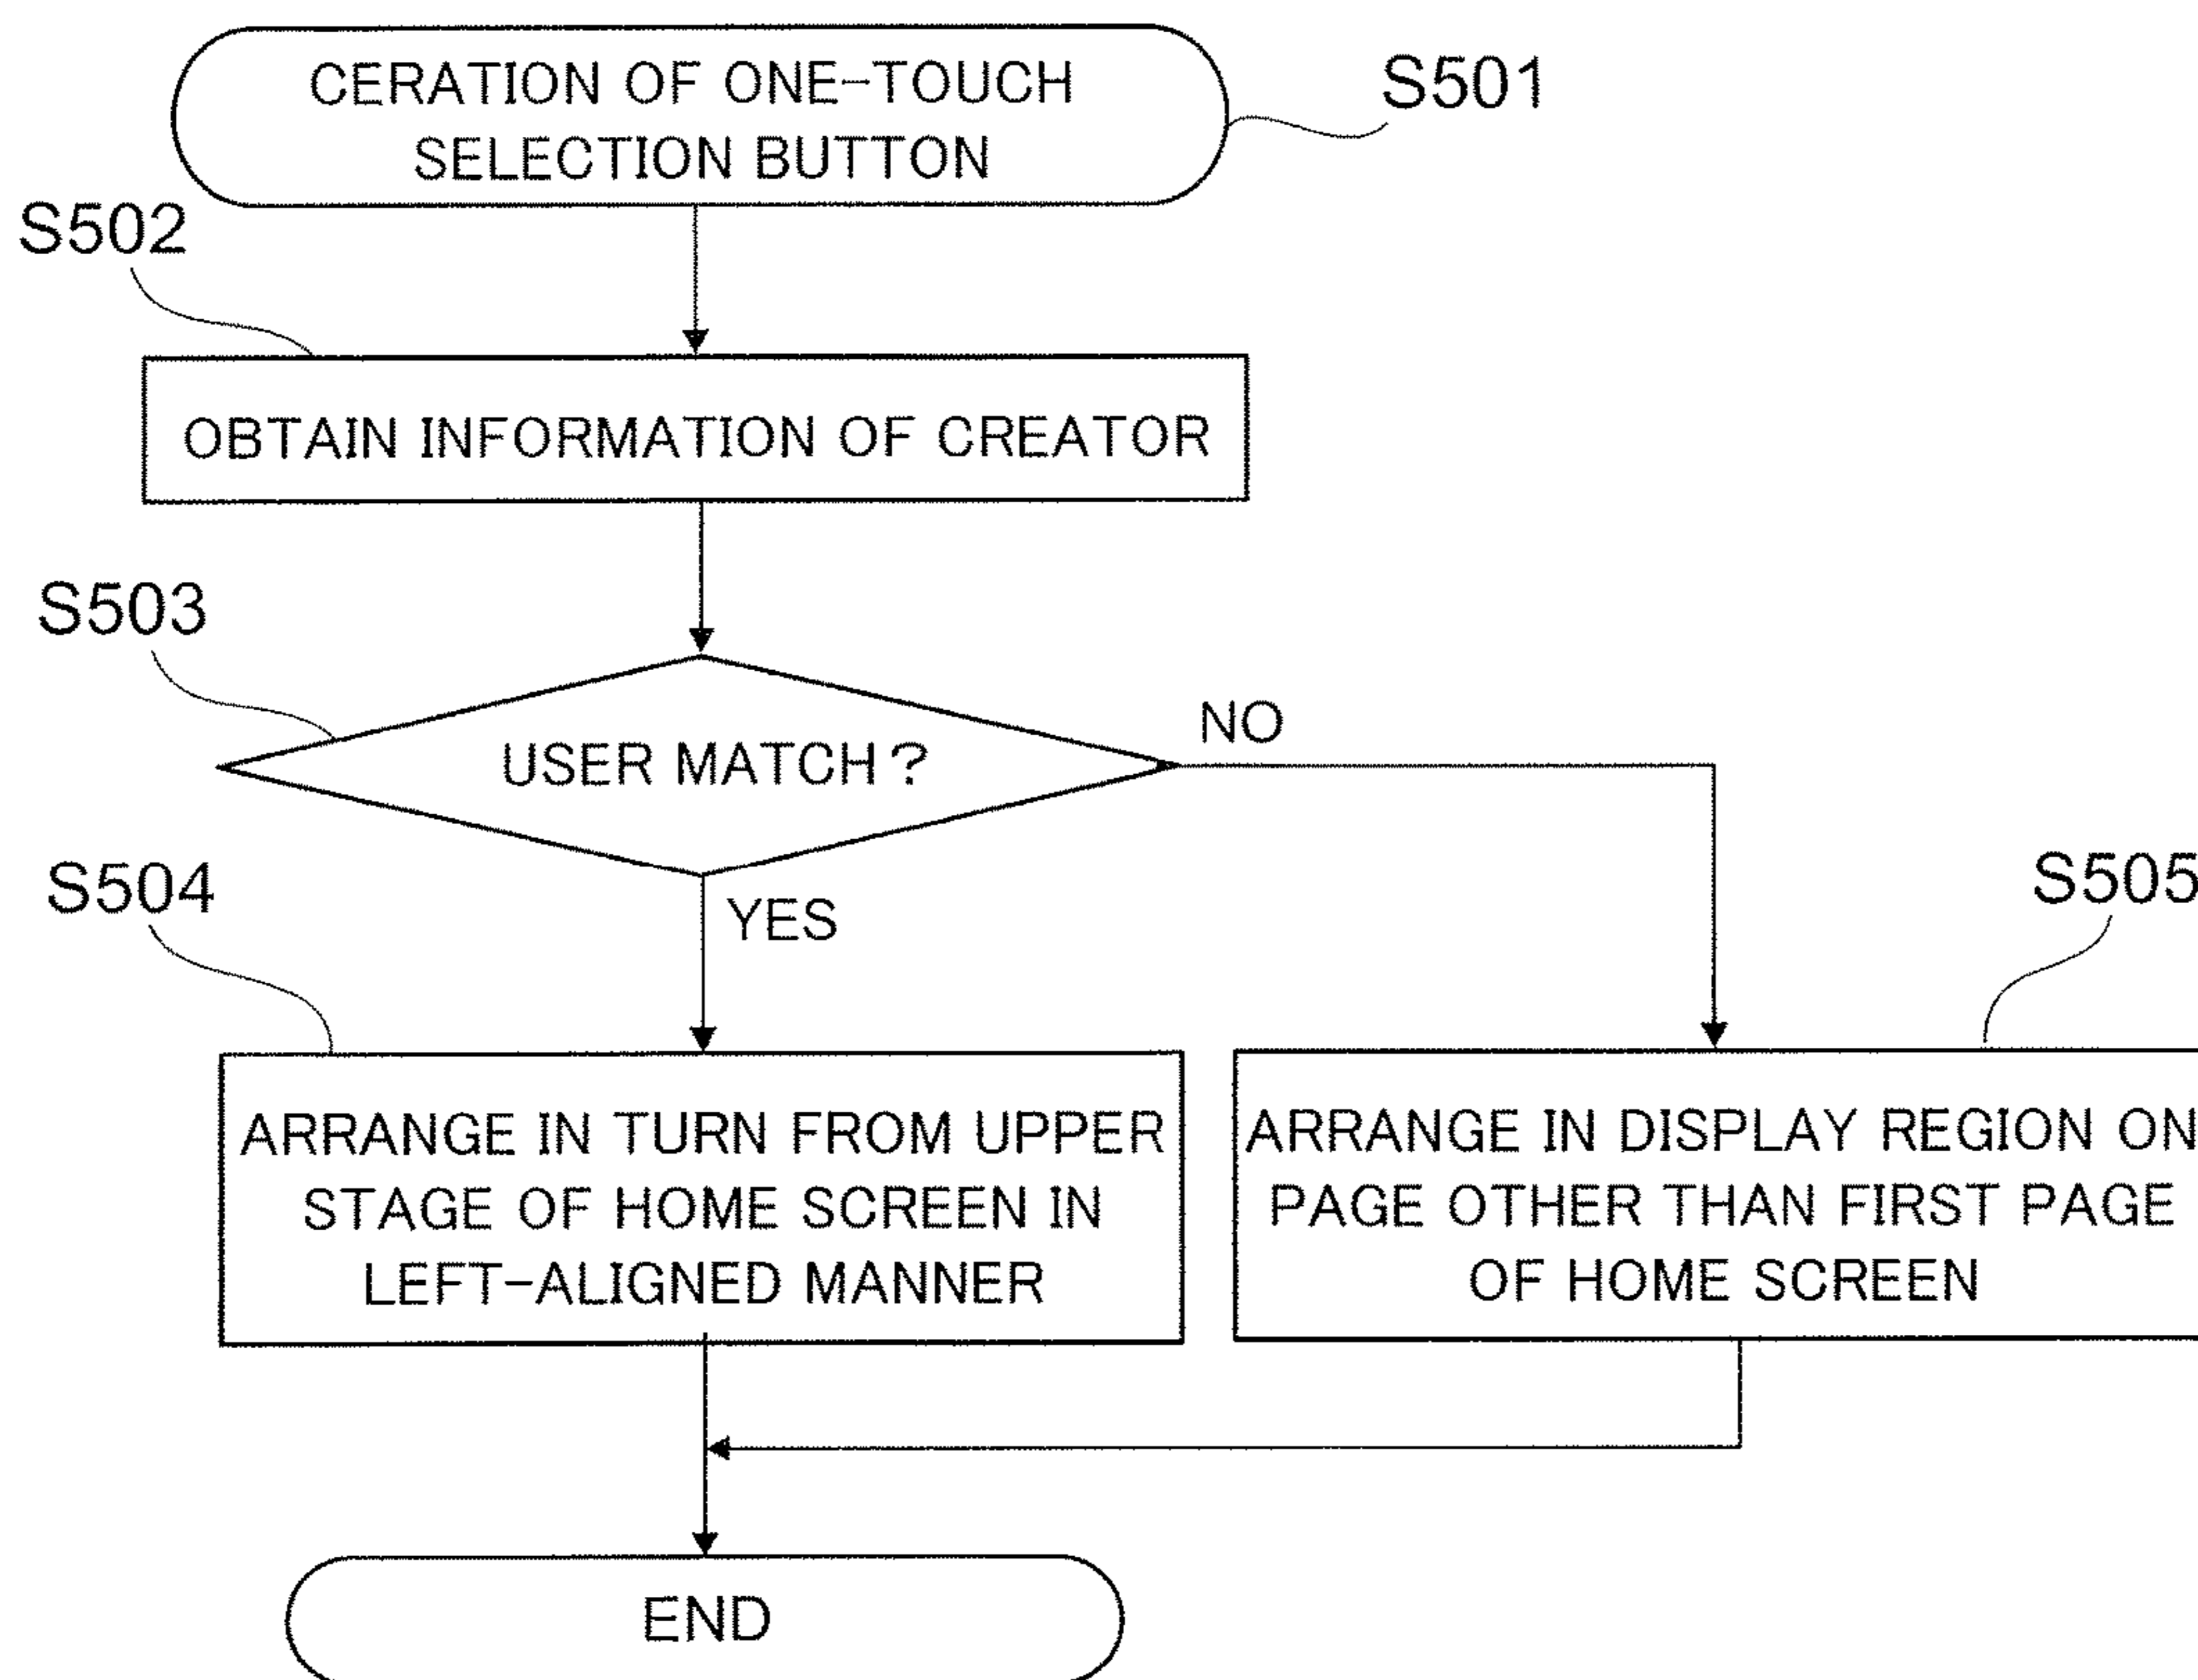 CERATION OF ONE-TOUCH
SELECTION BUTTON
S501
S502
OBTAIN INFORMATION OF CREATOR
S503
USER MATCH?
NO
YES
S504
S505
ARRANGE IN TURN FROM UPPER
STAGE OF HOME SCREEN IN
LEFT-ALIGNED MANNER
ARRANGE IN DISPLAY REGION ON
PAGE OTHER THAN FIRST PAGE
OF HOME SCREEN
END